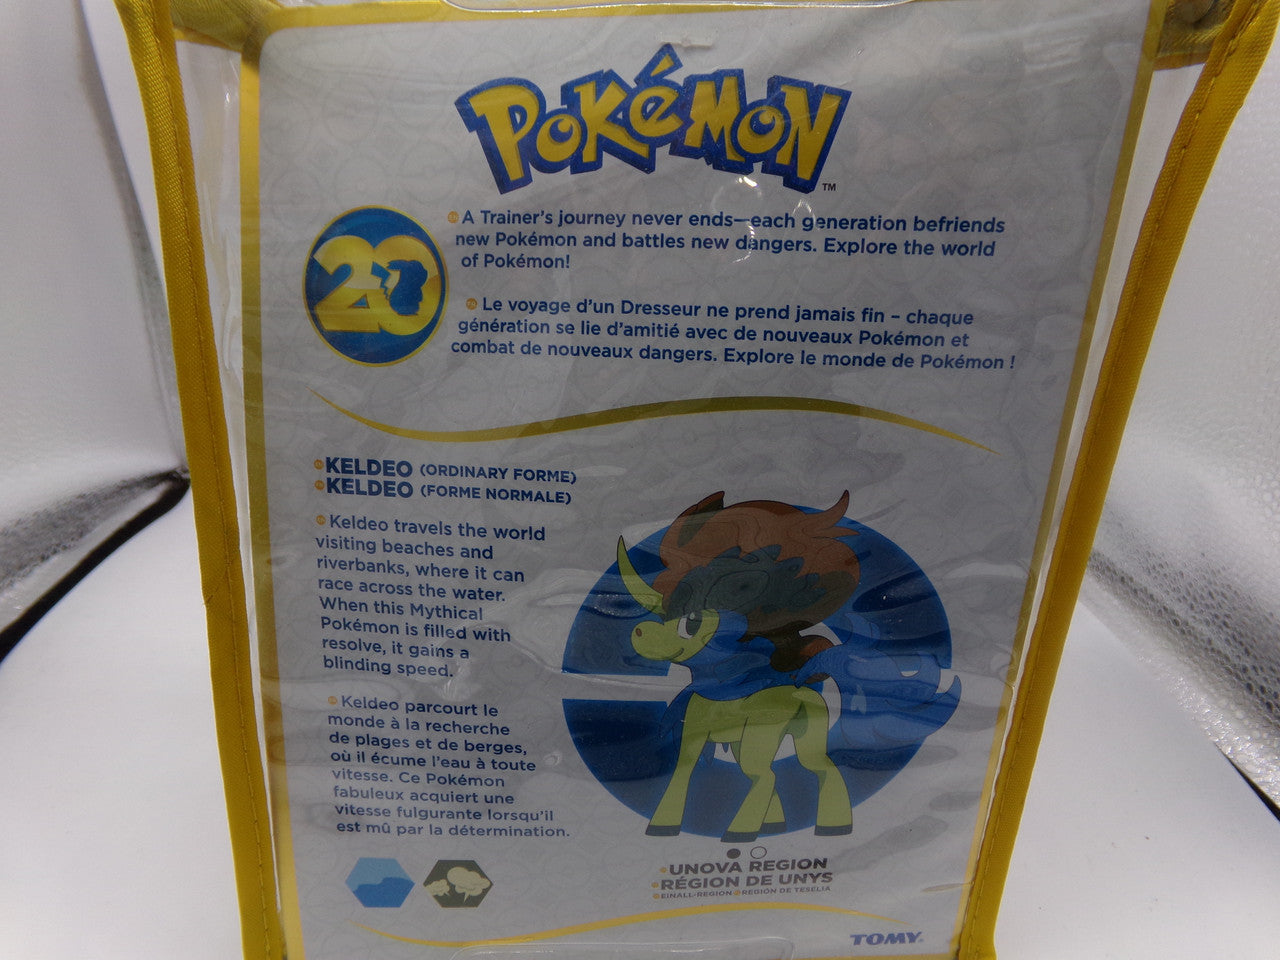 POKéMON™
20
A Trainer's journey never ends—each generation befriends
new Pokémon and battles new dangers. Explore the world
of Pokémon!
Le voyage d'un Dresseur ne prend jamais fin – chaque
génération se lie d'amitié avec de nouveaux Pokémon et
combat de nouveaux dangers. Explore le monde de Pokémon !
KELDEO (ORDINARY FORME)
KELDEO (FORME NORMALE)
Keldeo travels the world
visiting beaches and
riverbanks, where it can
race across the water.
When this Mythical
Pokémon is filled with
resolve, it gains a
blinding speed.
Keldeo parcourt le
monde à la recherche
de plages et de berges,
où il écume l'eau à toute
vitesse. Ce Pokémon
fabuleux acquiert une
vitesse fulgurante lorsqu'il
est mû par la détermination.
UNOVA REGION
RÉGION DE UNYS
EINALL-REGION REGIÓN DE TESELIA
TOMY